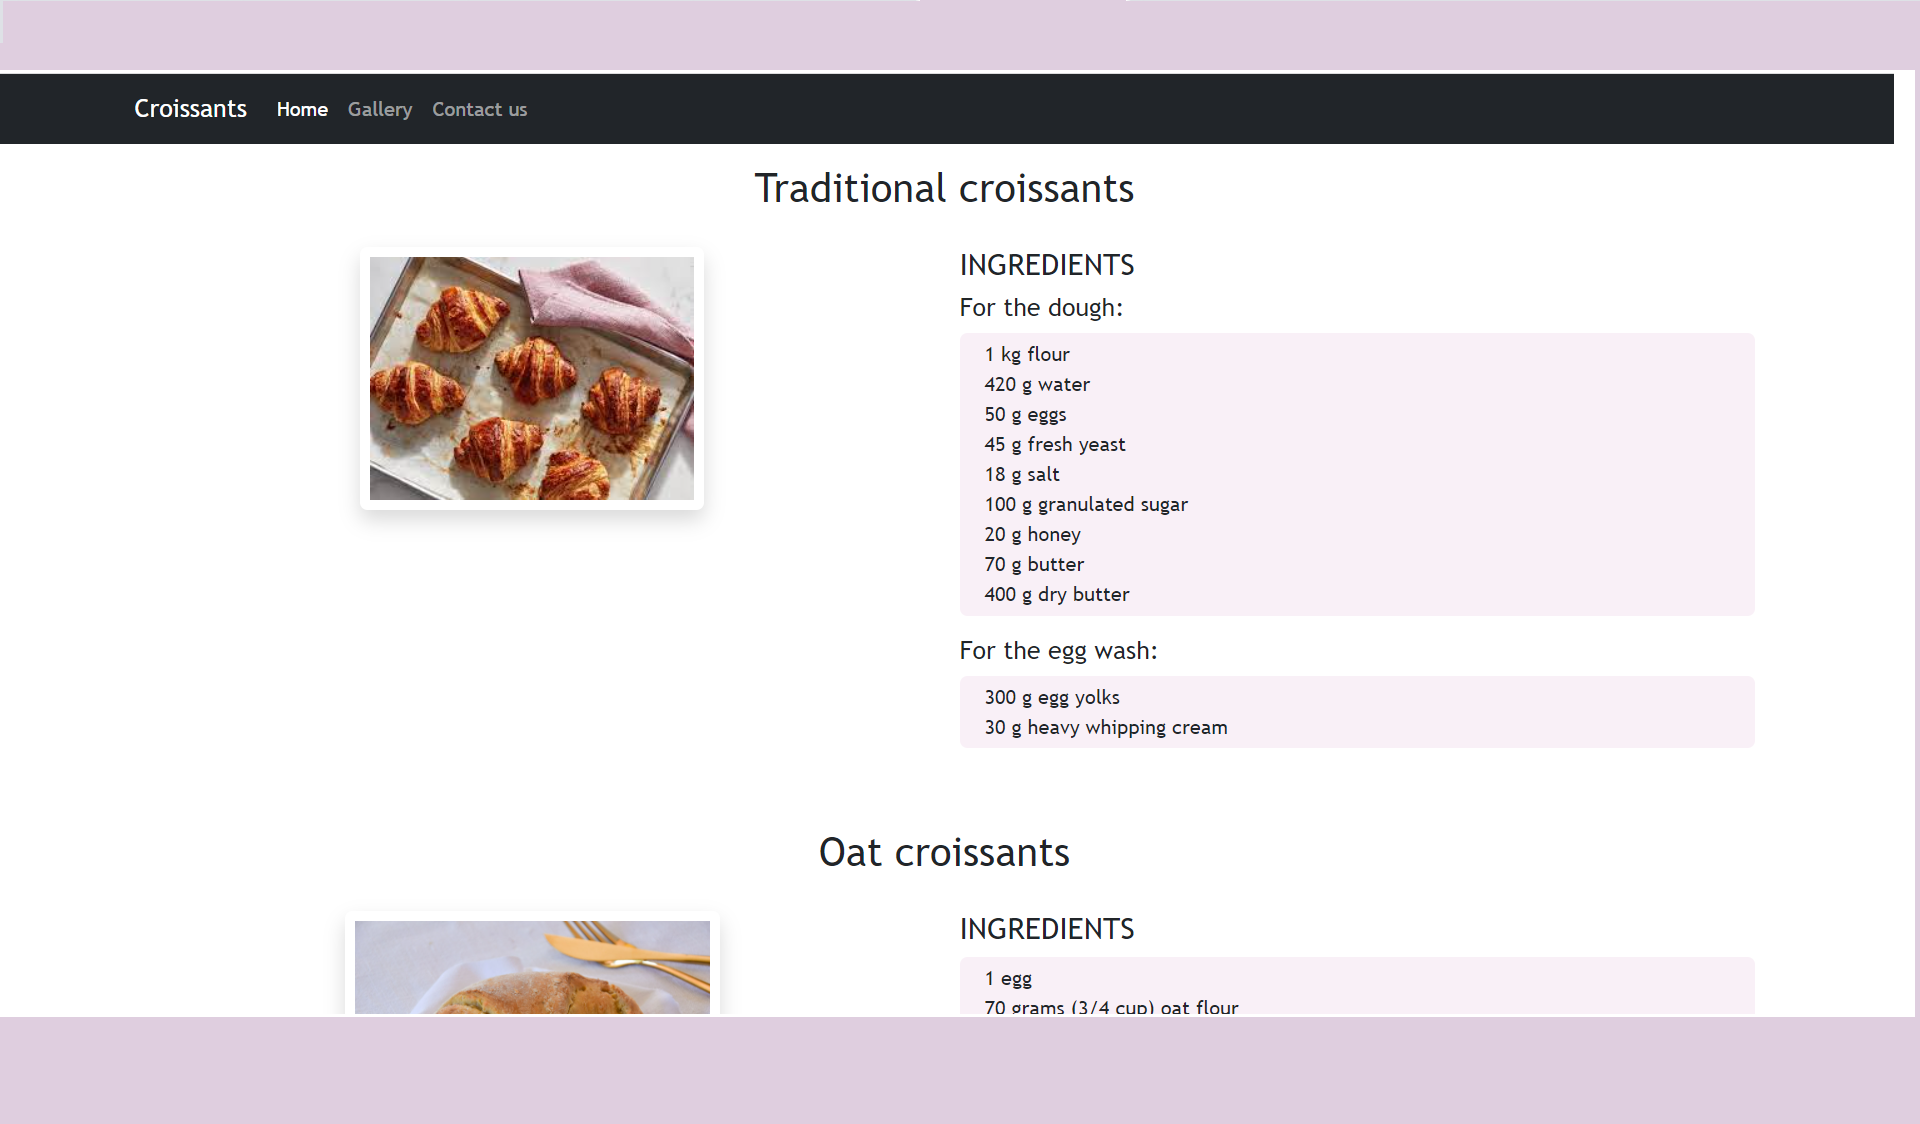 Croissants Home Gallery Contact us
Traditional croissants
INGREDIENTS
For the dough:
1 kg flour
420 g water
50 g eggs
45 g fresh yeast
18 g salt
100 g granulated sugar
20 g honey
70 g butter
400 g dry butter
For the egg wash:
300 g egg yolks
30 g heavy whipping cream
Oat croissants
INGREDIENTS
1 egg
70 grams (3/4 cup) oat flour